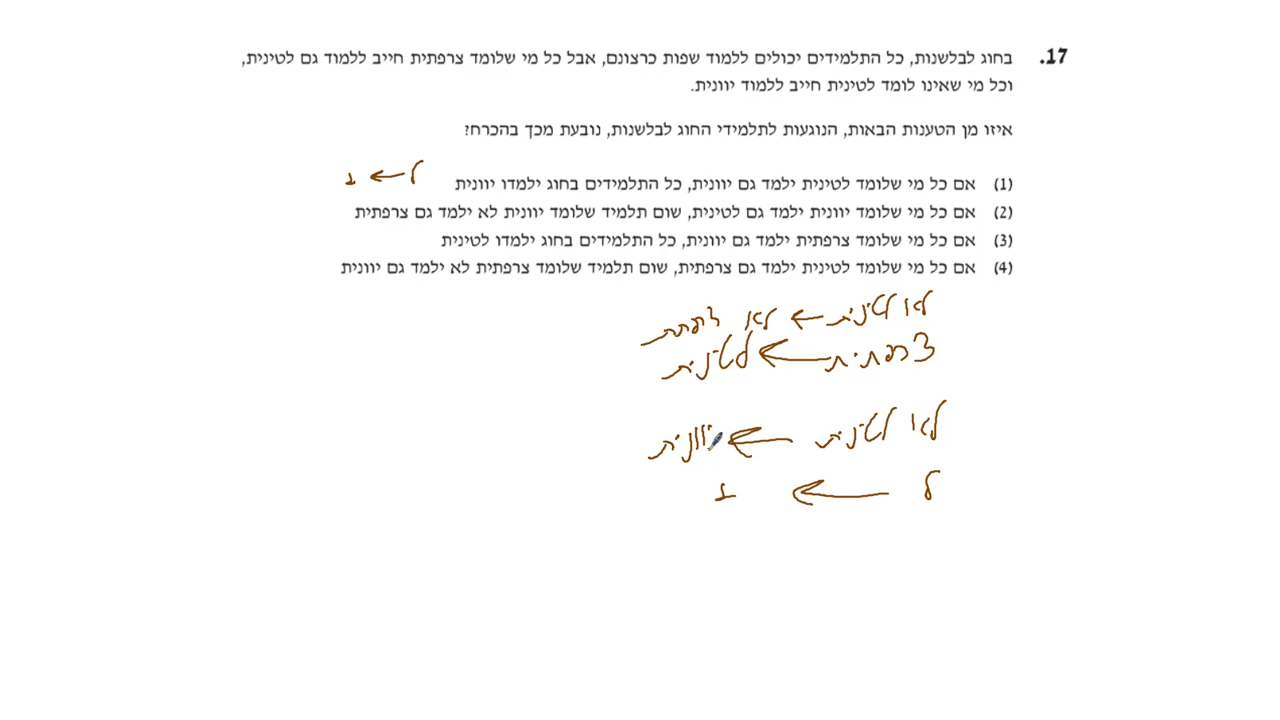 17. בחוג לבלשנות, כל התלמידים יכולים ללמוד שפות כרצונם, אבל כל מי שלומד צרפתית חייב ללמוד גם לטינית,
וכל מי שאינו לומד לטינית חייב ללמוד יוונית.
איזו מן הטענות הבאות, הנוגעות לתלמידי החוג לבלשנות, נובעת מכך בהכרח?
(1) אם כל מי שלומד לטינית ילמד גם יוונית, כל התלמידים בחוג ילמדו יוונית ל ← 
(2) אם כל מי שלומד יוונית ילמד גם לטינית, שום תלמיד שלומד יוונית לא ילמד גם צרפתית
(3) אם כל מי שלומד צרפתית ילמד גם יוונית, כל התלמידים בחוג ילמדו לטינית
(4) אם כל מי שלומד לטינית ילמד גם צרפתית, שום תלמיד שלומד צרפתית לא ילמד גם יוונית
לאו לטינית ← לאו צרפתית
צרפתית ← לטינית
לאו לטינית ← יוונית
ל ←